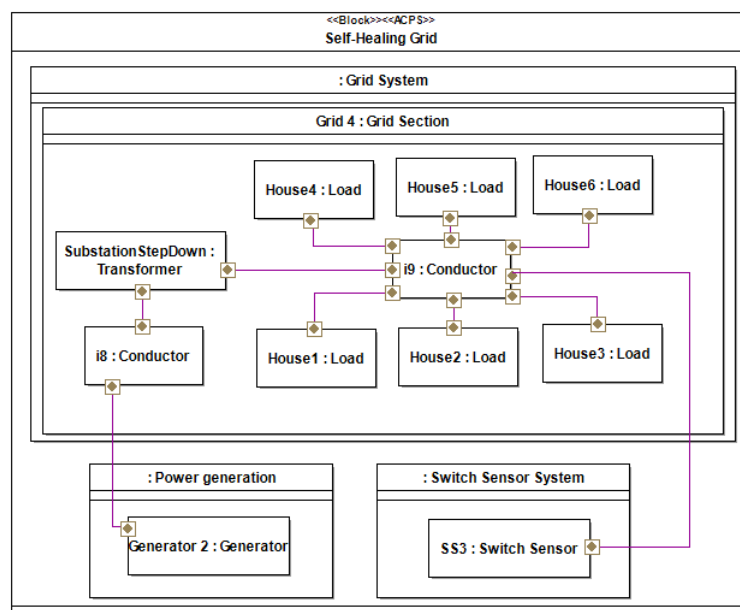 <<Block>><<ACPS>>
Self-Healing Grid
: Grid System
Grid 4 : Grid Section
House4 : Load
House5 : Load
House6 : Load
SubstationStepDown :
Transformer
i9 : Conductor
i8 : Conductor
House1 : Load
House2 : Load
House3 : Load
: Power generation
: Switch Sensor System
Generator 2 : Generator
SS3 : Switch Sensor